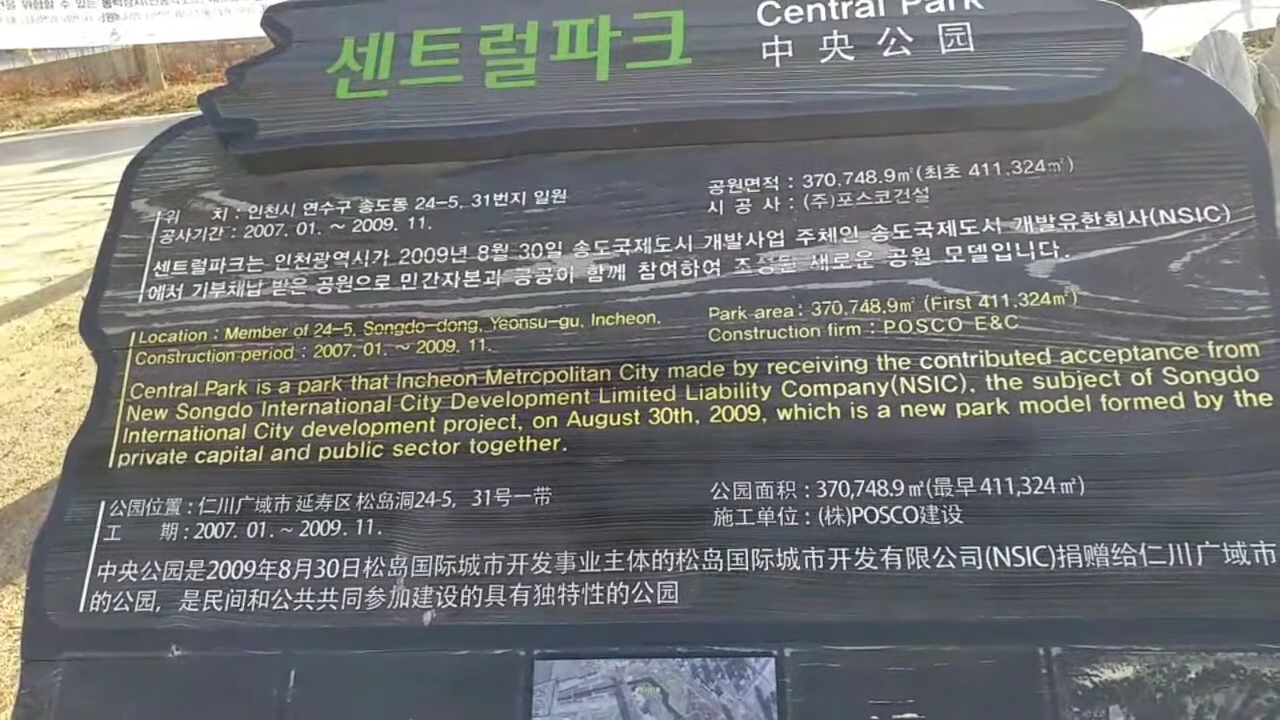 센트럴파크
Central Park
中央公园
위 치 : 인천시 연수구 송도동 24-5, 31번지 일원
공원면적 : 370,748.9㎡(최초 411,324㎡)
공사기간 : 2007. 01. ~ 2009. 11.
시 공 사 : (주)포스코건설
센트럴파크는 인천광역시가 2009년 8월 30일 송도국제도시 개발사업 주체인 송도국제도시 개발유한회사(NSIC)
에서 기부채납 받은 공원으로 민간자본과 공공이 함께 참여하여 조성된 새로운 공원 모델입니다.
Location : Member of 24-5, Songdo-dong, Yeonsu-gu, Incheon,
Park area : 370,748.9㎡ (First 411,324㎡)
Construction period : 2007. 01. ~ 2009. 11.
Construction firm : POSCO E&C
Central Park is a park that Incheon Metropolitan City made by receiving the contributed acceptance from
New Songdo International City Development Limited Liability Company(NSIC), the subject of Songdo
International City development project, on August 30th, 2009, which is a new park model formed by the
private capital and public sector together.
公园位置 : 仁川广域市 延寿区 松岛洞24-5, 31号一带
公园面积 : 370,748.9㎡(最早411,324㎡)
工 期 : 2007. 01. ~ 2009. 11.
施工单位 : (株)POSCO建设
中央公园是2009年8月30日松岛国际城市开发事业主体的松岛国际城市开发有限公司(NSIC)捐赠给仁川广域市
的公园，是民间和公共共同参加建设的具有独特性的公园